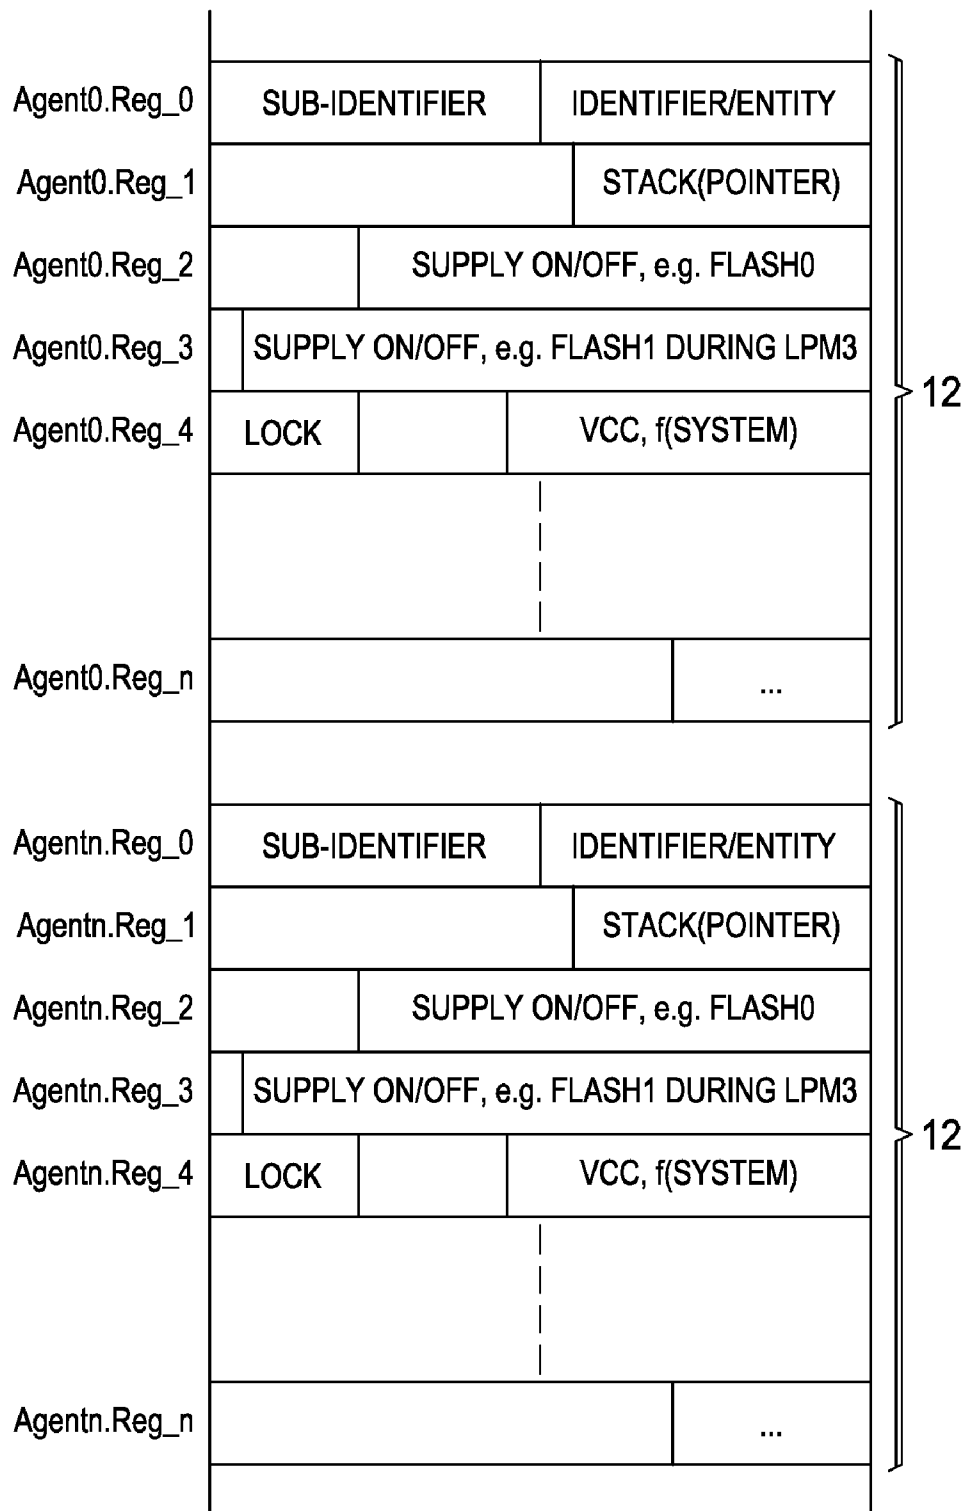 Agent0.Reg_0 SUB-IDENTIFIER IDENTIFIER/ENTITY
Agent0.Reg_1 STACK(POINTER)
Agent0.Reg_2 SUPPLY ON/OFF, e.g. FLASH0
Agent0.Reg_3 SUPPLY ON/OFF, e.g. FLASH1 DURING LPM3
12
Agent0.Reg_4 LOCK VCC, f(SYSTEM)
Agent0.Reg_n ...
Agentn.Reg_0 SUB-IDENTIFIER IDENTIFIER/ENTITY
Agentn.Reg_1 STACK(POINTER)
Agentn.Reg_2 SUPPLY ON/OFF, e.g. FLASH0
Agentn.Reg_3 SUPPLY ON/OFF, e.g. FLASH1 DURING LPM3
12
Agentn.Reg_4 LOCK VCC, f(SYSTEM)
Agentn.Reg_n ...